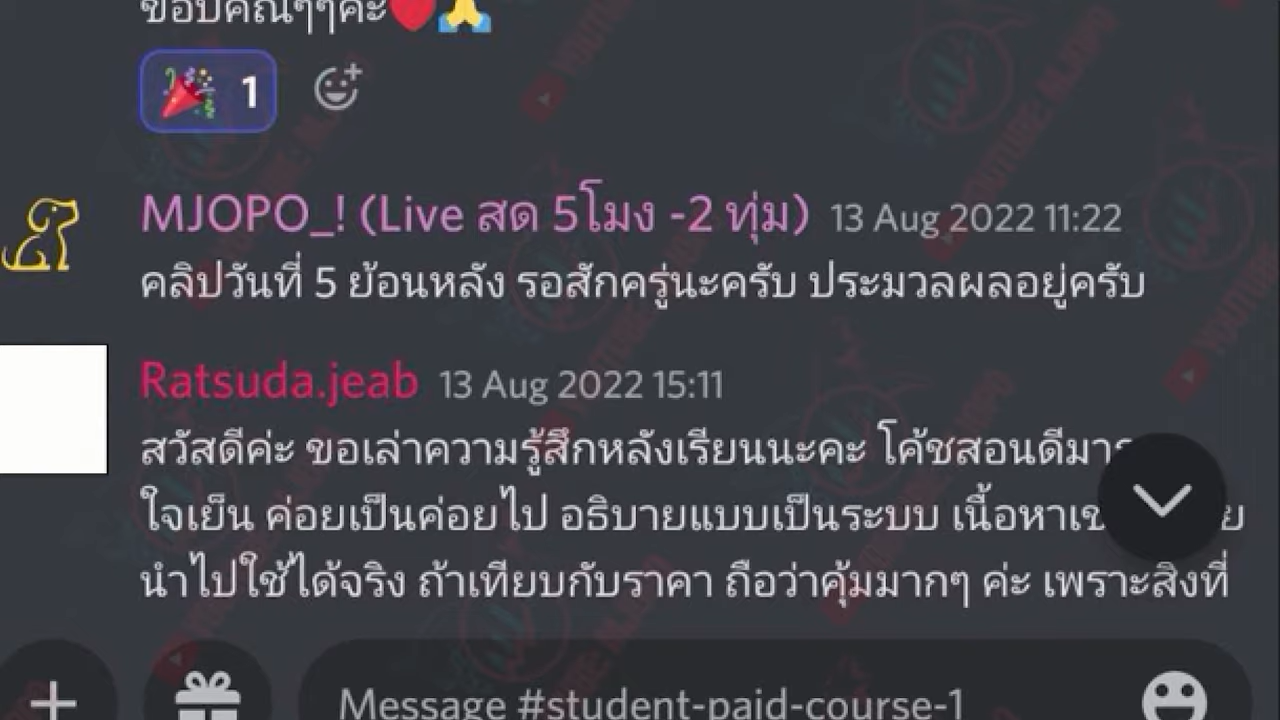 ขอบคุณๆๆค่ะ❤️🙏
🎉 1
MJOPO_! (Live สด 5โมง -2 ทุ่ม) 13 Aug 2022 11:22
คลิปวันที่ 5 ย้อนหลัง รอสักครู่นะครับ ประมวลผลอยู่ครับ
Ratsuda.jeab 13 Aug 2022 15:11
สวัสดีค่ะ ขอเล่าความรู้สึกหลังเรียนนะคะ โค้ชสอนดีมาก
ใจเย็น ค่อยเป็นค่อยไป อธิบายแบบเป็นระบบ
นำไปใช้ได้จริง ถ้าเทียบกับราคา ถือว่าคุ้มมากๆ ค่ะ เพราะสิ่งที่
Message #student-paid-course-1